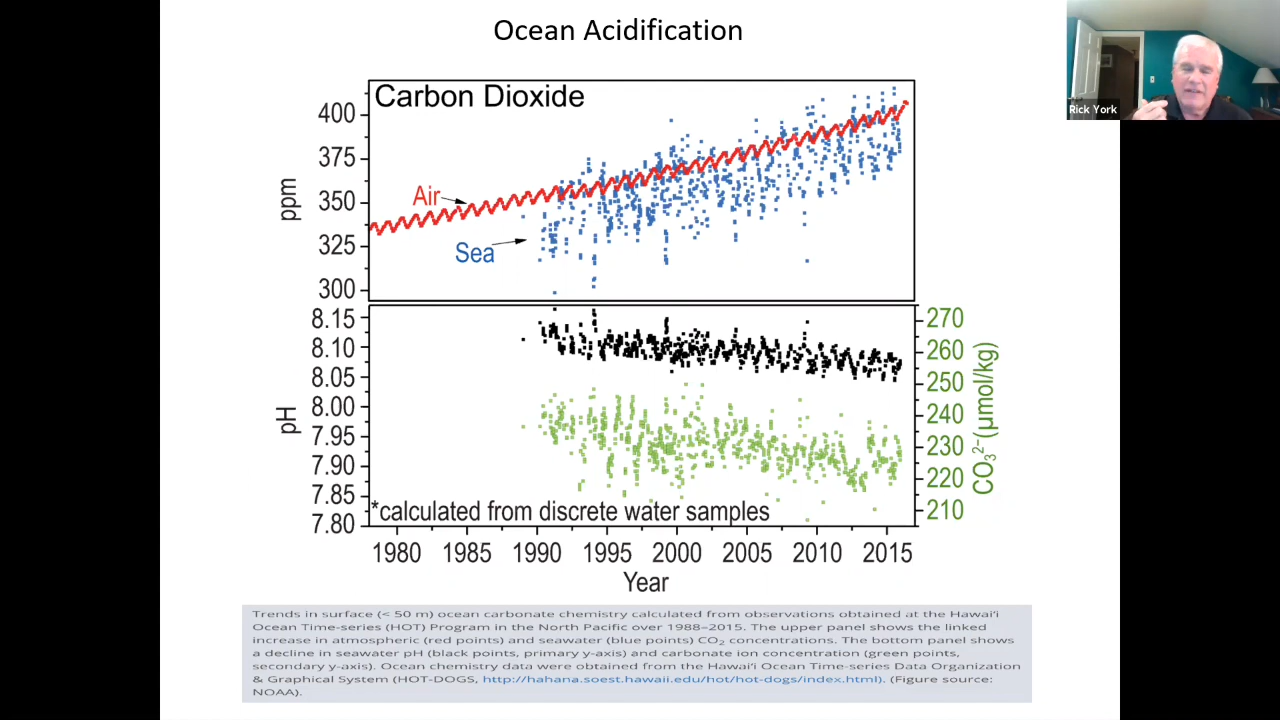 Ocean Acidification
Rick York
Carbon Dioxide
400
375
350
325
300
ppm
Air
Sea
8.15
8.10
8.05
8.00
7.95
7.90
7.85
7.80
pH
270
260
250
240
230
220
210
CO₃²⁻(μmol/kg)
*calculated from discrete water samples
1980 1985 1990 1995 2000 2005 2010 2015
Year
Trends in surface (< 50 m) ocean carbonate chemistry calculated from observations obtained at the Hawai'i
Ocean Time-series (HOT) Program in the North Pacific over 1988–2015. The upper panel shows the linked
increase in atmospheric (red points) and seawater (blue points) CO₂ concentrations. The bottom panel shows
a decline in seawater pH (black points, primary y-axis) and carbonate ion concentration (green points,
secondary y-axis). Ocean chemistry data were obtained from the Hawai'i Ocean Time-series Data Organization
& Graphical System (HOT-DOGS, http://hahana.soest.hawaii.edu/hot/hot-dogs/index.html). (Figure source:
NOAA).